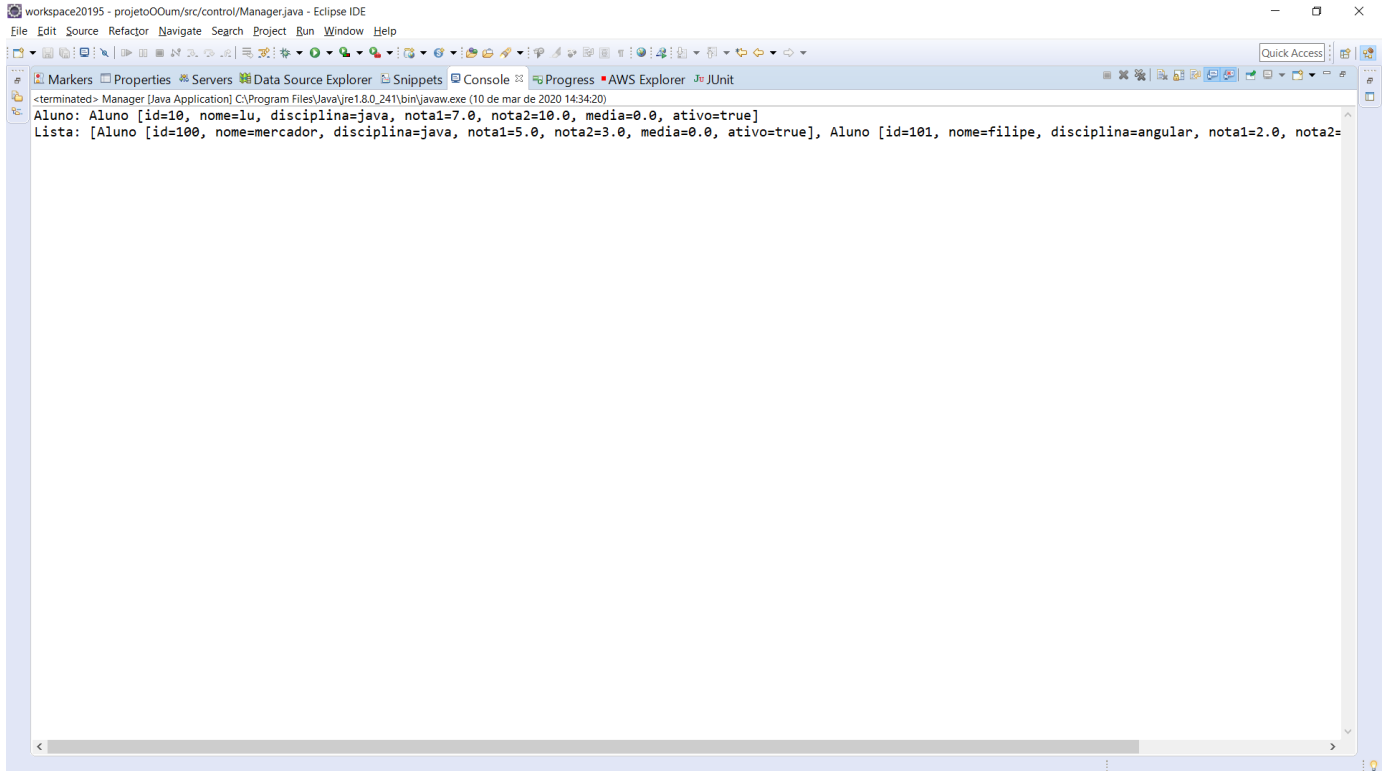 workspace20195 - projetoOOum/src/control/Manager.java - Eclipse IDE
File Edit Source Refactor Navigate Search Project Run Window Help
Quick Access
Markers Properties Servers Data Source Explorer Snippets Console Progress AWS Explorer JUnit
<terminated> Manager [Java Application] C:\Program Files\Java\jre1.8.0_241\bin\javaw.exe (10 de mar de 2020 14:34:20)
Aluno: Aluno [id=10, nome=lu, disciplina=java, nota1=7.0, nota2=10.0, media=0.0, ativo=true]
Lista: [Aluno [id=100, nome=mercador, disciplina=java, nota1=5.0, nota2=3.0, media=0.0, ativo=true], Aluno [id=101, nome=filipe, disciplina=angular, nota1=2.0, nota2=